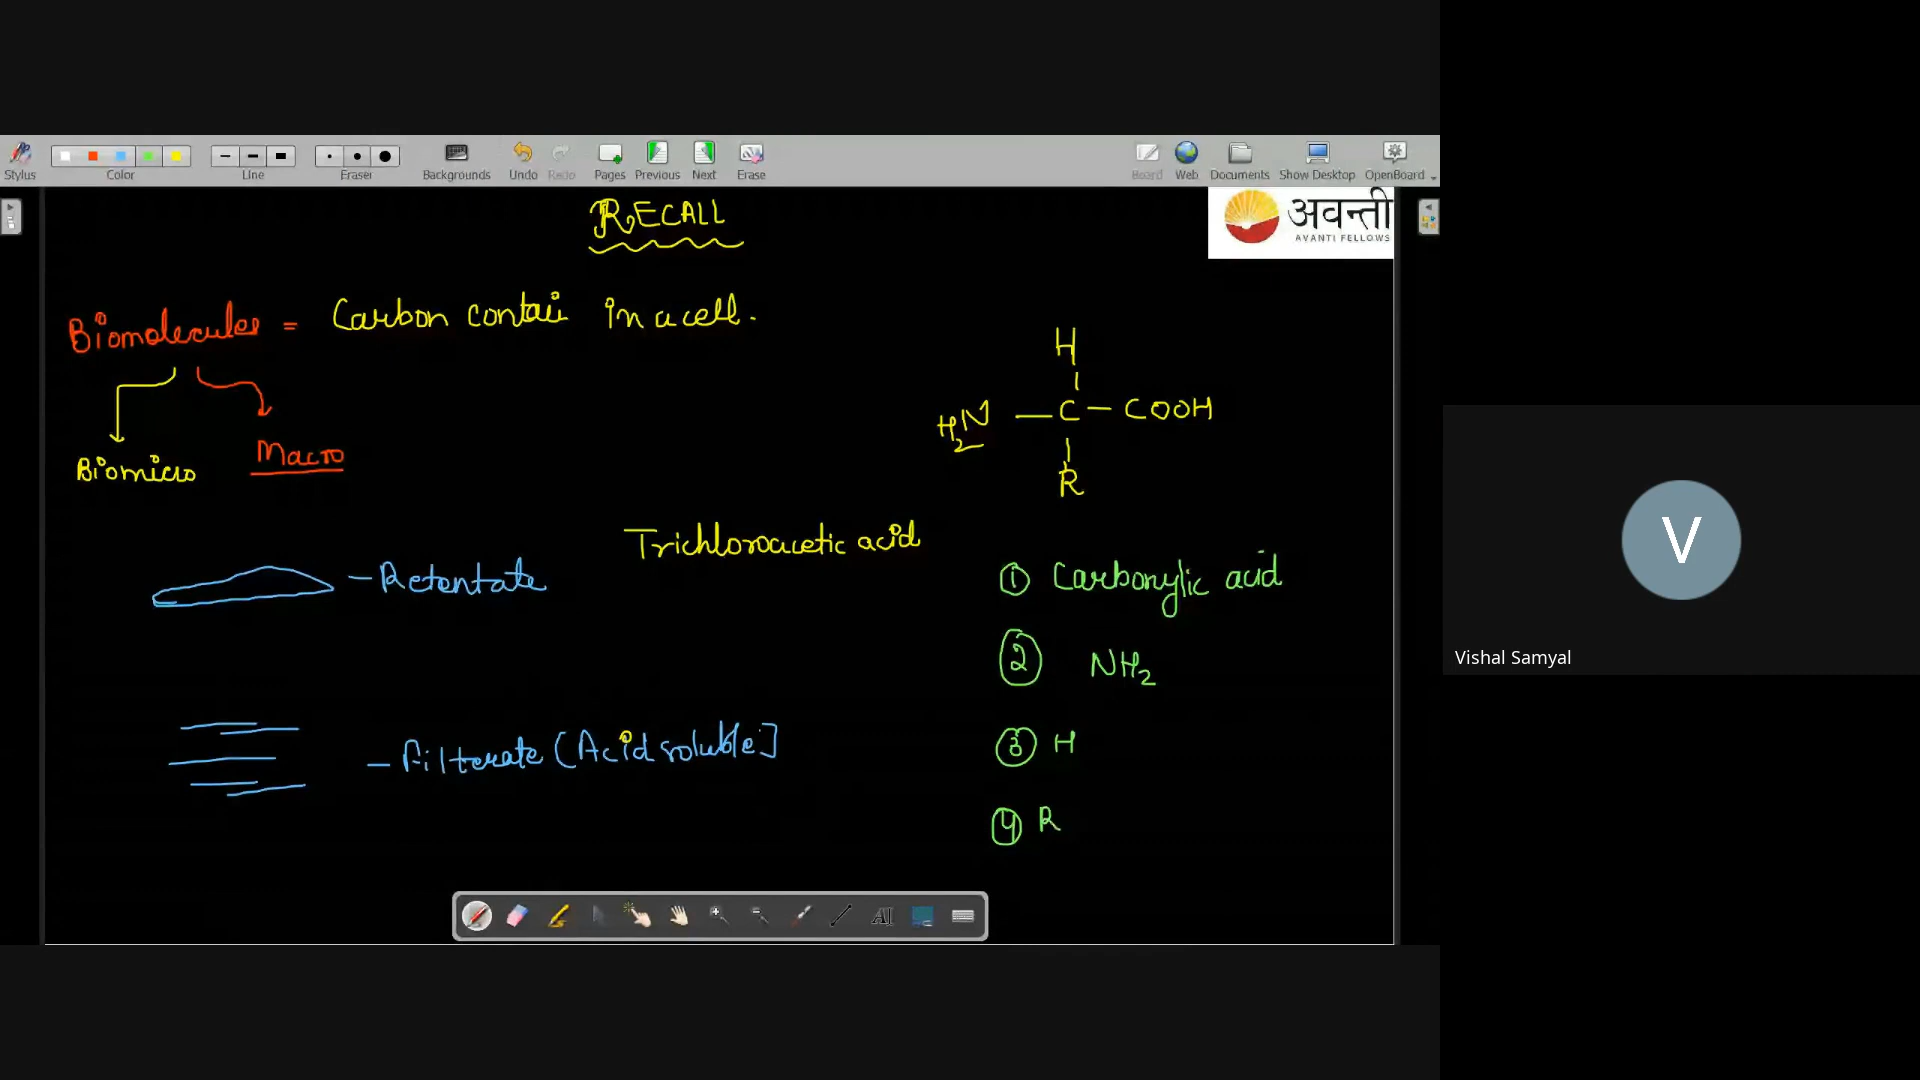 Stylus
Color
Line
Eraser
Backgrounds
Undo
Redo
Pages
Previous
Next
Erase
Board
Web
Documents
Show Desktop
OpenBoard
RECALL
अवन्ती
AVANTI FELLOWS
Biomolecules = Carbon contai in a cell.
Biomicro
Macro
H
H2N - C - COOH
R
Trichloroacetic acid
- Retentate
- Filterate (Acid soluble]
① Carbonylic acid
② NH2
③ H
④ R
V
Vishal Samyal